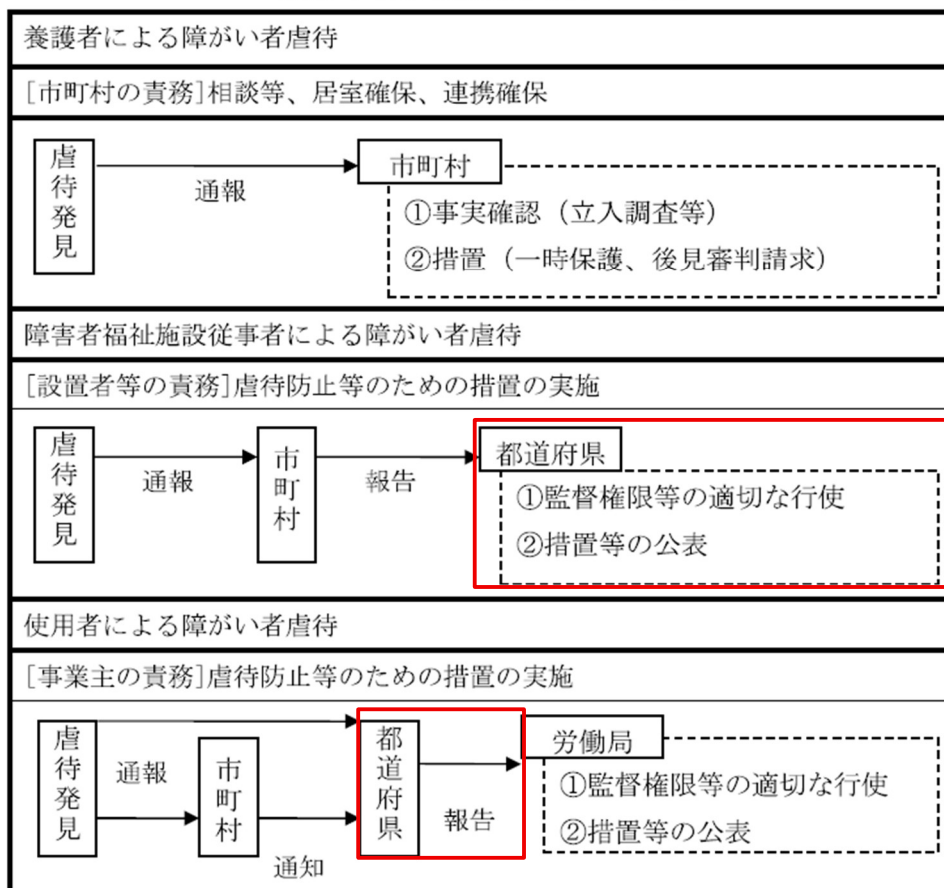 養護者による障がい者虐待
[市町村の責務]相談等、居室確保、連携確保
虐待発見
通報
市町村
①事実確認（立入調査等）
②措置（一時保護、後見審判請求）
障害者福祉施設従事者による障がい者虐待
[設置者等の責務]虐待防止等のための措置の実施
虐待発見
通報
市町村
報告
都道府県
①監督権限等の適切な行使
②措置等の公表
使用者による障がい者虐待
[事業主の責務]虐待防止等のための措置の実施
虐待発見
通報
市町村
通知
都道府県
報告
労働局
①監督権限等の適切な行使
②措置等の公表